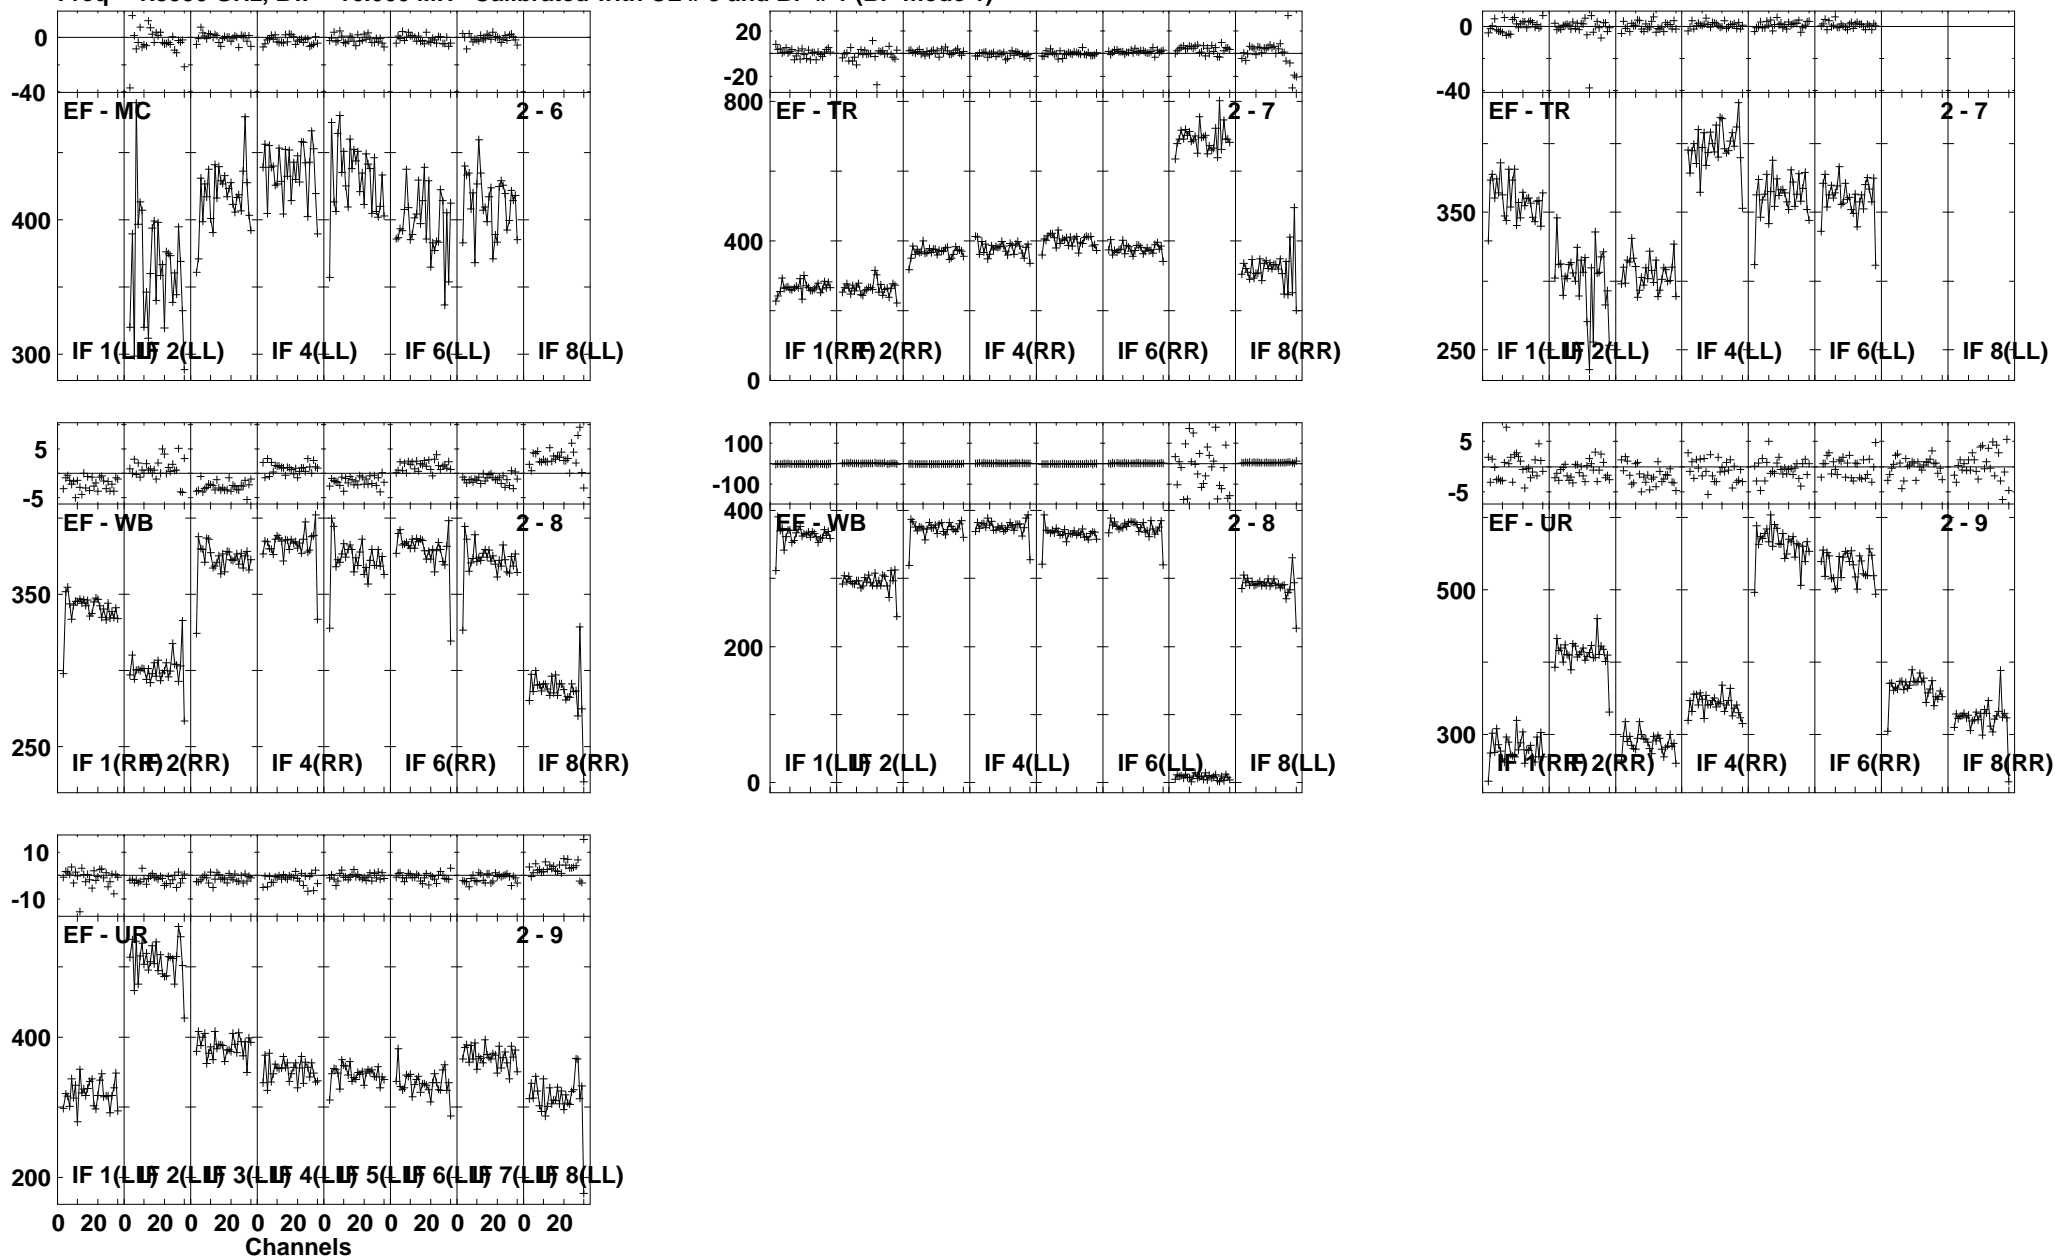 0
-40
EF - MC 2 - 6
400
300
IF 1(LL) IF 2(LL) IF 4(LL) IF 6(LL) IF 8(LL)
20
-20
800
EF - TR 2 - 7
400
0
IF 1(RR) IF 2(RR) IF 4(RR) IF 6(RR) IF 8(RR)
0
-40
EF - TR 2 - 7
350
250
IF 1(LL) IF 2(LL) IF 4(LL) IF 6(LL) IF 8(LL)
5
-5
EF - WB 2 - 8
350
250
IF 1(RR) IF 2(RR) IF 4(RR) IF 6(RR) IF 8(RR)
100
-100
400
EF - WB 2 - 8
200
0
IF 1(LL) IF 2(LL) IF 4(LL) IF 6(LL) IF 8(LL)
5
-5
EF - UR 2 - 9
500
300
IF 1(RR) IF 2(RR) IF 4(RR) IF 6(RR) IF 8(RR)
10
-10
EF - UR 2 - 9
400
200
IF 1(LL) IF 2(LL) IF 3(LL) IF 4(LL) IF 5(LL) IF 6(LL) IF 7(LL) IF 8(LL)
0 20 0 20 0 20 0 20 0 20 0 20 0 20 0 20
Channels